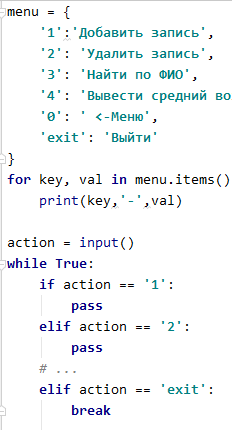 menu = {
    '1':'Добавить запись',
    '2': 'Удалить запись',
    '3': 'Найти по ФИО',
    '4': 'Вывести средний
    '0': ' <-Меню',
    'exit': 'Выйти'
}
for key, val in menu.items()
    print(key,'-',val)
action = input()
while True:
    if action == '1':
        pass
    elif action == '2':
        pass
    # ...
    elif action == 'exit':
        break